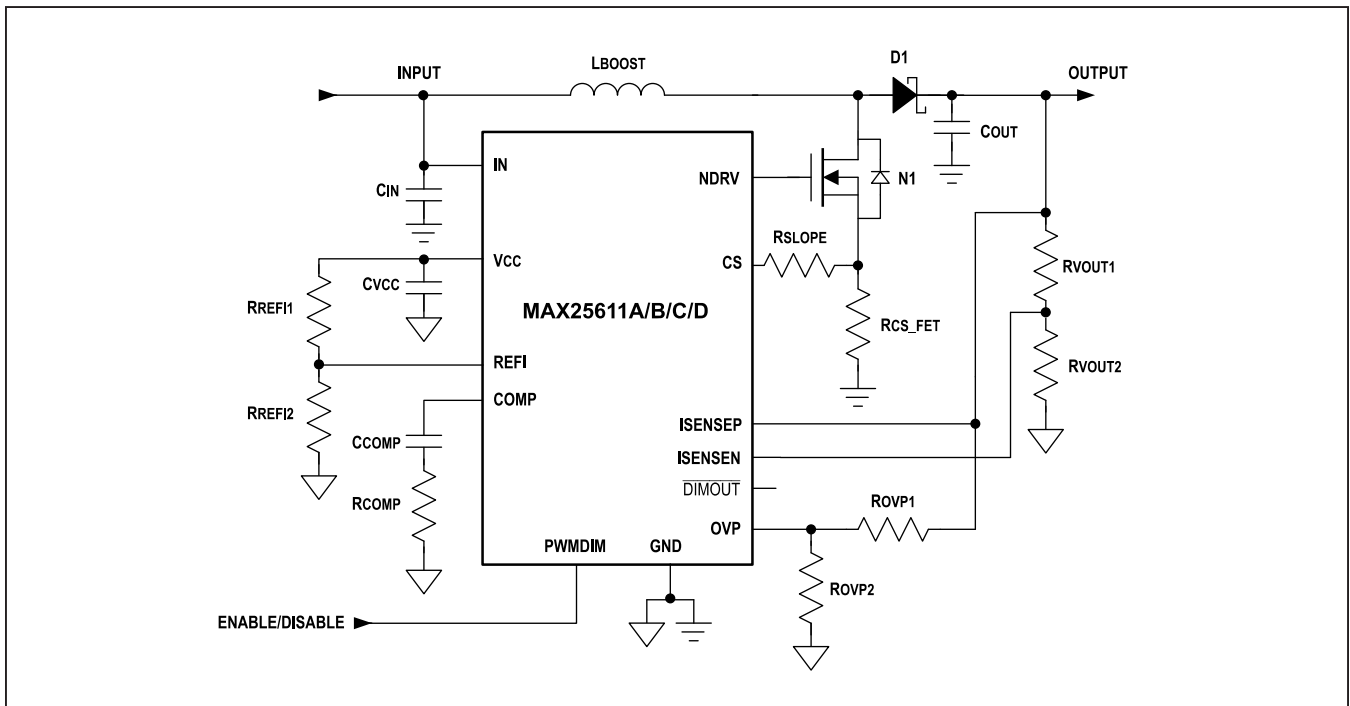 INPUT
LBOOST
D1
OUTPUT
COUT
IN
NDRV
N1
CIN
RSLOPE
VCC
CS
CVCC
RVOUT1
RREFI1
MAX25611A/B/C/D
RCS_FET
REFI
RVOUT2
RREFI2
COMP
CCOMP
ISENSEP
ISENSEN
RCOMP
DIMOUT
ROVP1
OVP
PWMDIM
GND
ROVP2
ENABLE/DISABLE